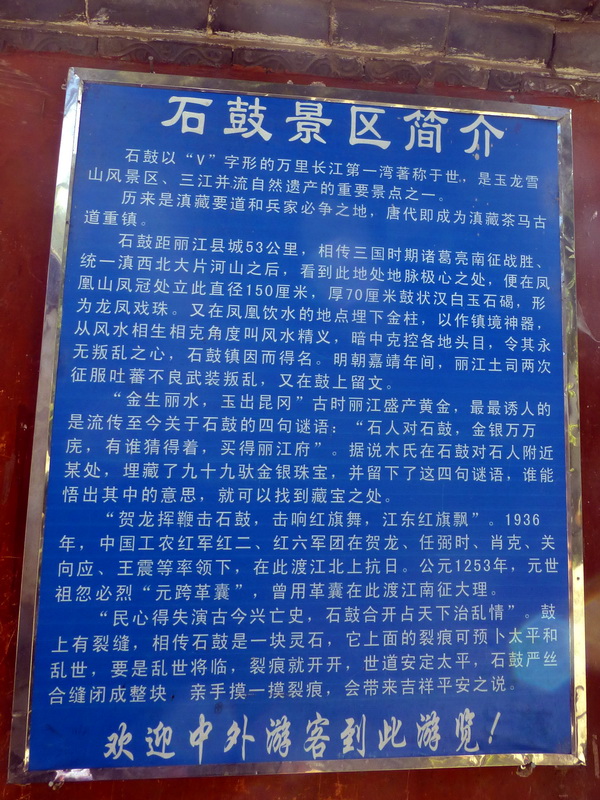 石鼓景区简介
石鼓以“V”字形的万里长江第一湾著称于世，是玉龙雪
山风景区、三江并流自然遗产的重要景点之一。
历来是滇藏要道和兵家必争之地，唐代即成为滇藏茶马古
道重镇。
石鼓距丽江县城53公里，相传三国时期诸葛亮南征战胜、
统一滇西北大片河山之后，看到此地处地脉极心之处，便在凤
凰山凤冠处立此直径150厘米，厚70厘米鼓状汉白玉石碣，形
为龙凤戏珠。又在凤凰饮水的地点埋下金柱，以作镇境神器，
从风水相生相克角度叫风水精义，暗中克控各地头目，令其永
无叛乱之心，石鼓镇因而得名。明朝嘉靖年间，丽江土司两次
征服吐蕃不良武装叛乱，又在鼓上留文。
“金生丽水，玉出昆冈”古时丽江盛产黄金，最最诱人的
是流传至今关于石鼓的四句谜语：“石人对石鼓，金银万万
庑，有谁猜得着，买得丽江府”。据说木氏在石鼓对石人附近
某处，埋藏了九十九驮金银珠宝，并留下了这四句谜语，谁能
悟出其中的意思，就可以找到藏宝之处。
“贺龙挥鞭击石鼓，击响红旗舞，江东红旗飘”。1936
年，中国工农红军红二、红六军团在贺龙、任弼时、肖克、关
向应、王震等率领下，在此渡江北上抗日。公元1253年，元世
祖忽必烈“元跨革囊”，曾用革囊在此渡江南征大理。
“民心得失演古今兴亡史，石鼓合开占天下治乱情”。鼓
上有裂缝，相传石鼓是一块灵石，它上面的裂痕可预卜太平和
乱世，要是乱世将临，裂痕就开开，世道安定太平，石鼓严丝
合缝闭成整块，亲手摸一摸裂痕，会带来吉祥平安之说。
欢迎中外游客到此游览！